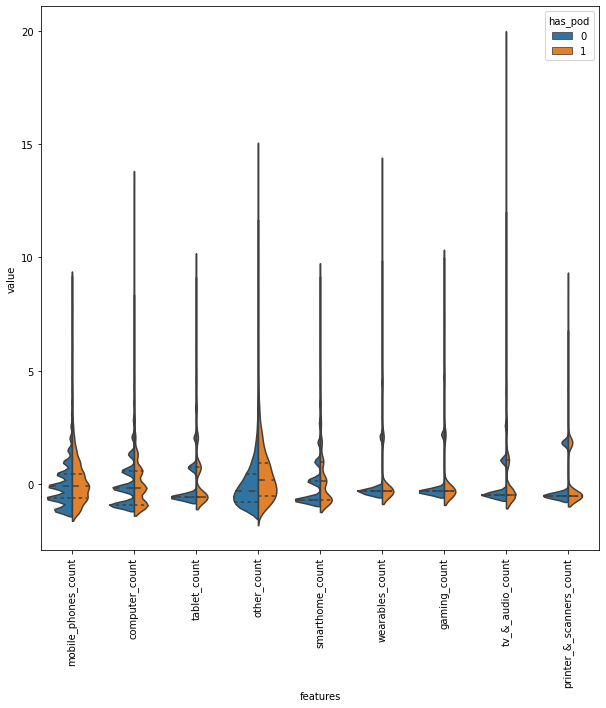 has_pod
0
1
20
15
10
5
0
value
mobile_phones_count
computer_count
tablet_count
other_count
smarthome_count
wearables_count
gaming_count
tv_&_audio_count
printer_&_scanners_count
features